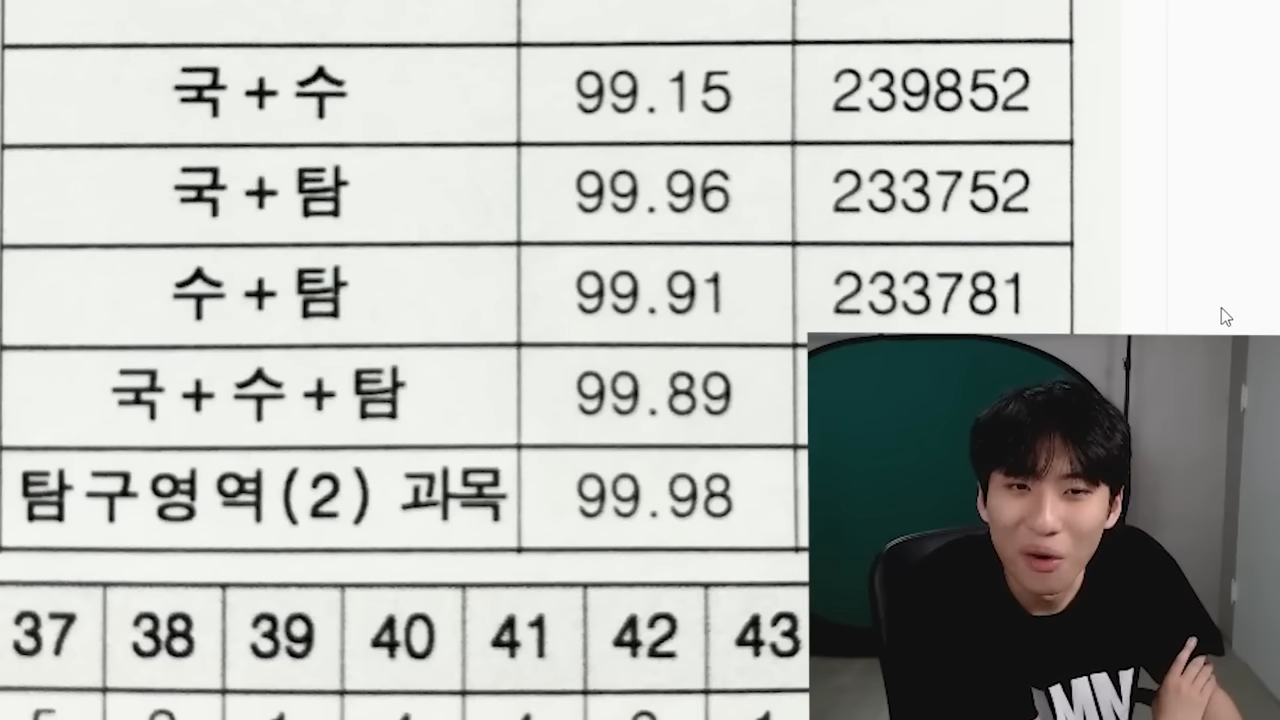 국+수 99.15 239852
국+탐 99.96 233752
수+탐 99.91 233781
국+수+탐 99.89
탐구영역(2) 과목 99.98
37 38 39 40 41 42 43